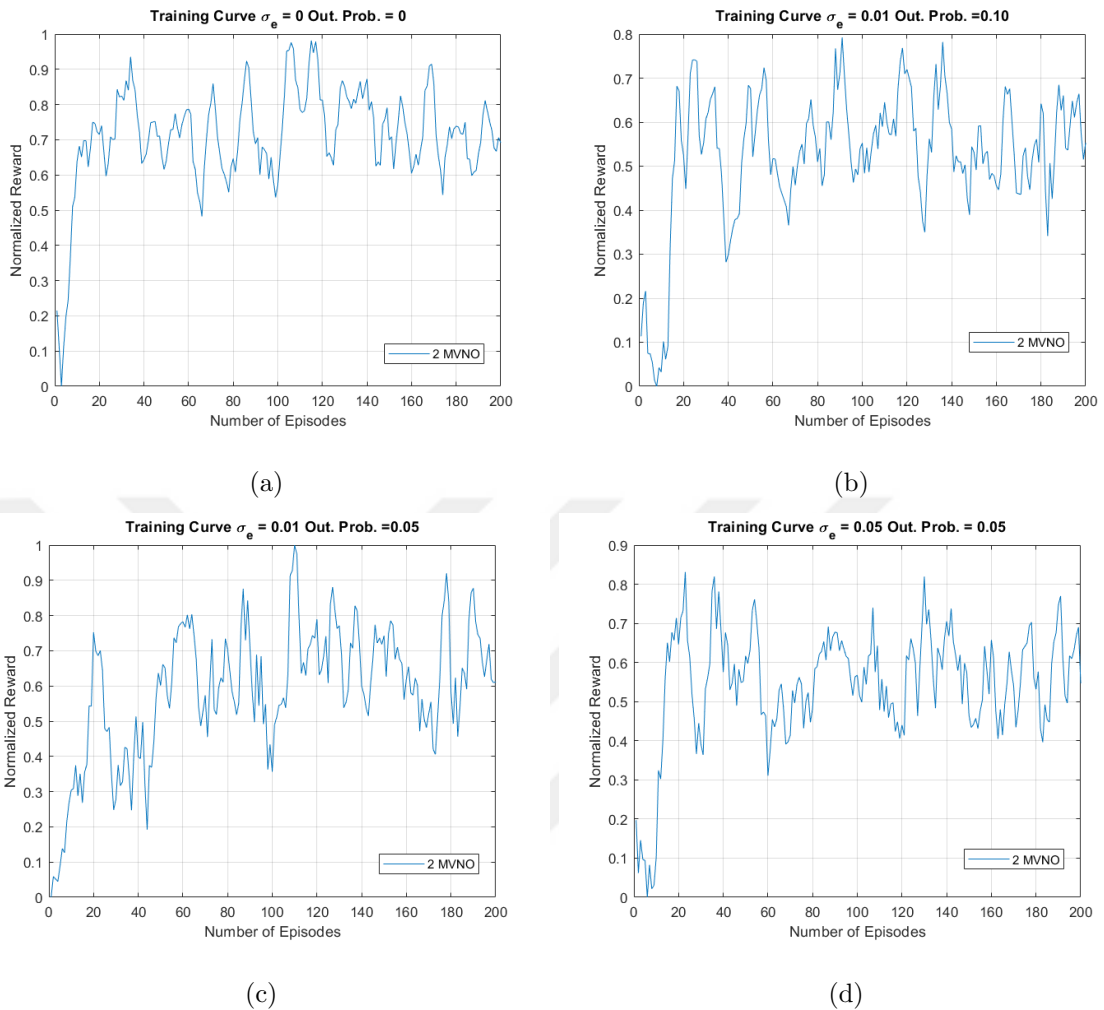 Training Curve σe = 0 Out. Prob. = 0
1
0.9
0.8
0.7
0.6
0.5
0.4
0.3
0.2
0.1
0
Normalized Reward
2 MVNO
0 20 40 60 80 100 120 140 160 180 200
Number of Episodes
(a)
Training Curve σe = 0.01 Out. Prob. =0.10
0.8
0.7
0.6
0.5
0.4
0.3
0.2
0.1
0
Normalized Reward
2 MVNO
0 20 40 60 80 100 120 140 160 180 200
Number of Episodes
(b)
Training Curve σe = 0.01 Out. Prob. =0.05
1
0.9
0.8
0.7
0.6
0.5
0.4
0.3
0.2
0.1
0
Normalized Reward
2 MVNO
0 20 40 60 80 100 120 140 160 180 200
Number of Episodes
(c)
Training Curve σe = 0.05 Out. Prob. = 0.05
0.9
0.8
0.7
0.6
0.5
0.4
0.3
0.2
0.1
0
Normalized Reward
2 MVNO
0 20 40 60 80 100 120 140 160 180 200
Number of Episodes
(d)